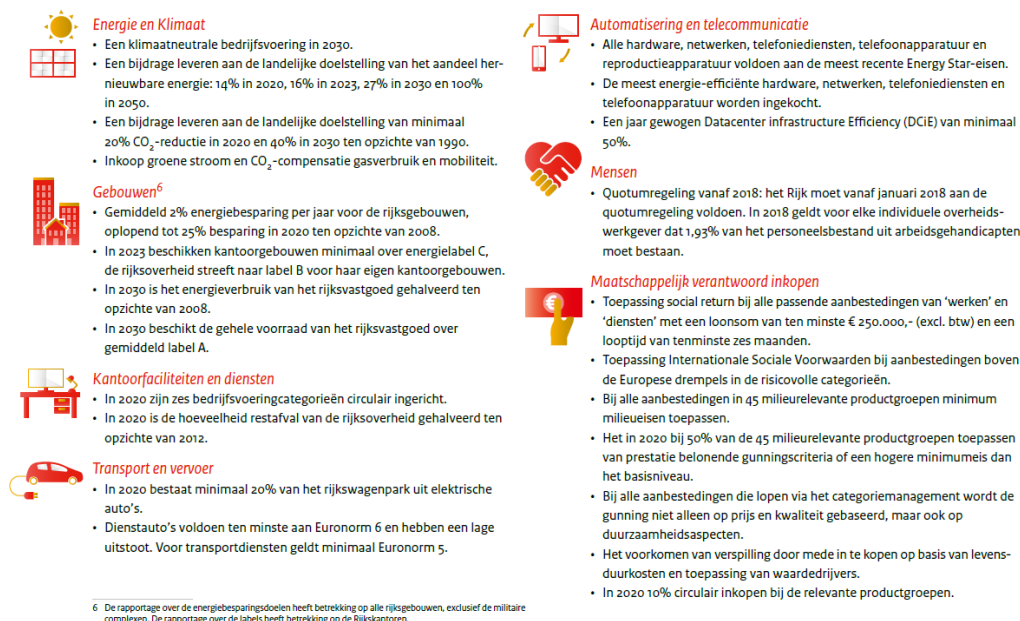 Energie en Klimaat
• Een klimaatneutrale bedrijfsvoering in 2030.
• Een bijdrage leveren aan de landelijke doelstelling van het aandeel her-
nieuwbare energie: 14% in 2020, 16% in 2023, 27% in 2030 en 100%
in 2050.
• Een bijdrage leveren aan de landelijke doelstelling van minimaal
20% CO₂-reductie in 2020 en 40% in 2030 ten opzichte van 1990.
• Inkoop groene stroom en CO₂-compensatie gasverbruik en mobiliteit.
Gebouwen⁶
• Gemiddeld 2% energiebesparing per jaar voor de rijksgebouwen,
oplopend tot 25% besparing in 2020 ten opzichte van 2008.
• In 2023 beschikken kantoorgebouwen minimaal over energielabel C,
de rijksoverheid streeft naar label B voor haar eigen kantoorgebouwen.
• In 2030 is het energieverbruik van het rijksvastgoed gehalveerd ten
opzichte van 2008.
• In 2030 beschikt de gehele voorraad van het rijksvastgoed over
gemiddeld label A.
Kantoorfaciliteiten en diensten
• In 2020 zijn zes bedrijfsvoeringcategorieën circulair ingericht.
• In 2020 is de hoeveelheid restafval van de rijksoverheid gehalveerd ten
opzichte van 2012.
Transport en vervoer
• In 2020 bestaat minimaal 20% van het rijkswagenpark uit elektrische
auto's.
• Dienstauto's voldoen ten minste aan Euronorm 6 en hebben een lage
uitstoot. Voor transportdiensten geldt minimaal Euronorm 5.
6 De rapportage over de energiebesparingsdoelen heeft betrekking op alle rijksgebouwen, exclusief de militaire
complexen. De rapportage over de labels heeft betrekking op de Rijkskantoren.
Automatisering en telecommunicatie
• Alle hardware, netwerken, telefoniediensten, telefoonapparatuur en
reproductieapparatuur voldoen aan de meest recente Energy Star-eisen.
• De meest energie-efficiënte hardware, netwerken, telefoniediensten en
telefoonapparatuur worden ingekocht.
• Een jaar gewogen Datacenter infrastructure Efficiency (DCiE) van minimaal
50%.
Mensen
• Quotumregeling vanaf 2018: het Rijk moet vanaf januari 2018 aan de
quotumregeling voldoen. In 2018 geldt voor elke individuele overheids-
werkgever dat 1,93% van het personeelsbestand uit arbeidsgehandicapten
moet bestaan.
Maatschappelijk verantwoord inkopen
• Toepassing social return bij alle passende aanbestedingen van 'werken' en
'diensten' met een loonsom van ten minste € 250.000,- (excl. btw) en een
looptijd van tenminste zes maanden.
• Toepassing Internationale Sociale Voorwaarden bij aanbestedingen boven
de Europese drempels in de risicovolle categorieën.
• Bij alle aanbestedingen in 45 milieurelevante productgroepen minimum
milieueisen toepassen.
• Het in 2020 bij 50% van de 45 milieurelevante productgroepen toepassen
van prestatie belonende gunningscriteria of een hogere minimumeis dan
het basisniveau.
• Bij alle aanbestedingen die lopen via het categoriemanagement wordt de
gunning niet alleen op prijs en kwaliteit gebaseerd, maar ook op
duurzaamheidsaspecten.
• Het voorkomen van verspilling door mede in te kopen op basis van levens-
duurkosten en toepassing van waardedrijvers.
• In 2020 10% circulair inkopen bij de relevante productgroepen.